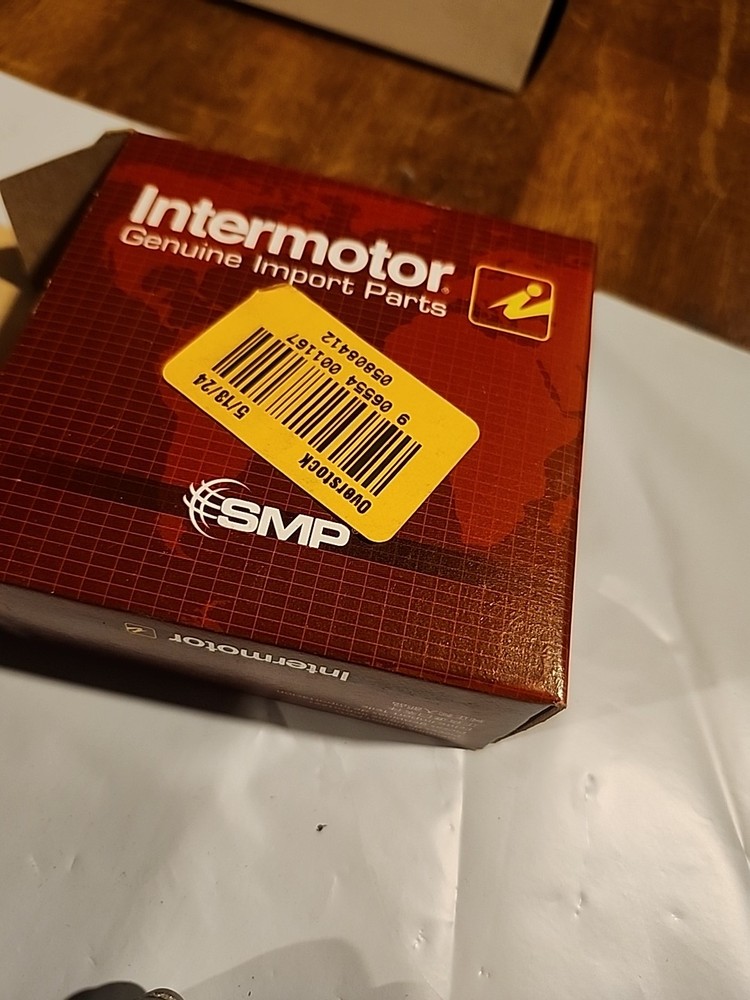 Intermotor®
Genuine Import Parts
i
Overstock 5/13/24
9 06554 001167
05808412
SMP
Intermotor